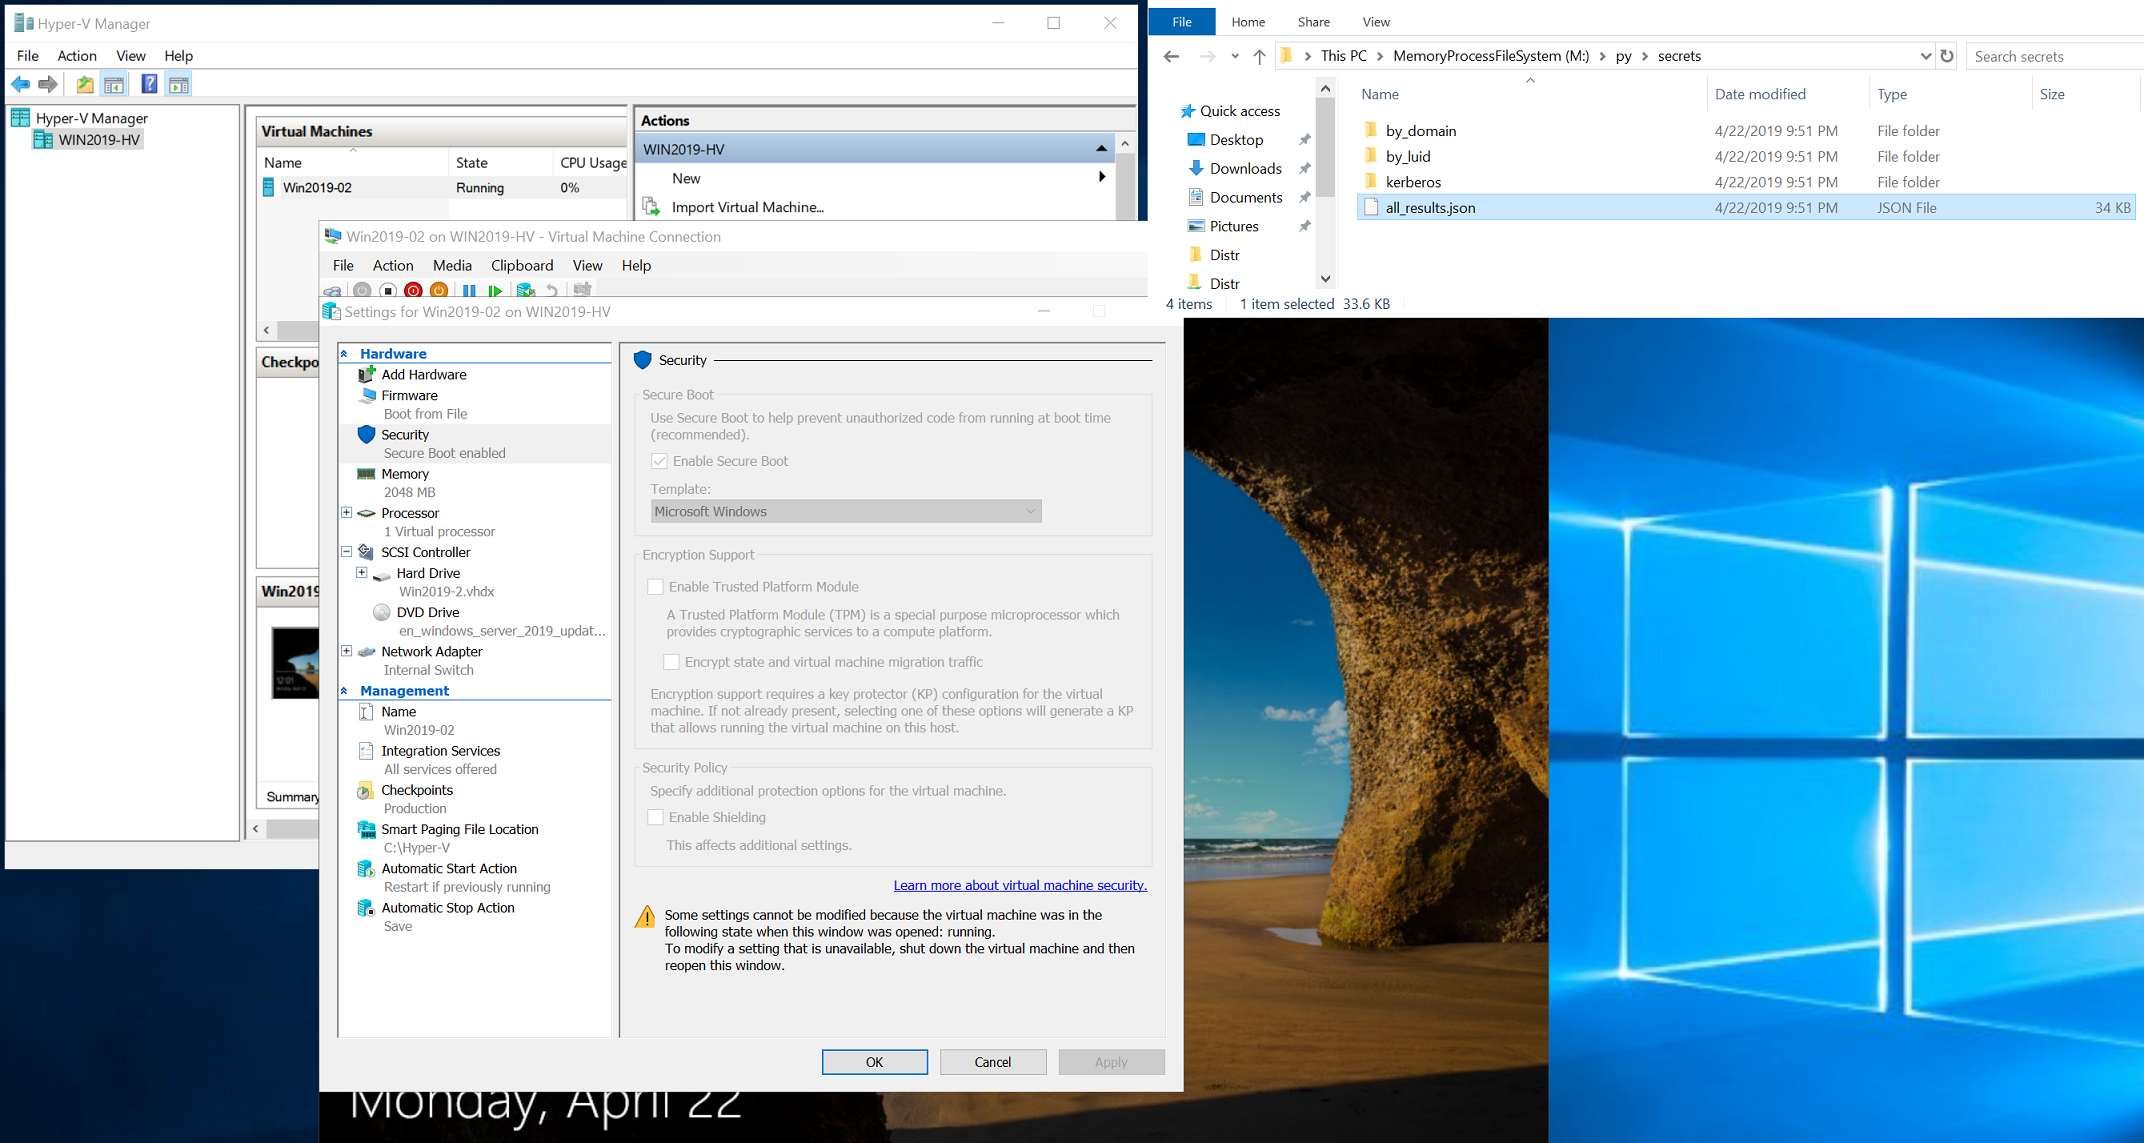 Hyper-V Manager
File Action View Help
Hyper-V Manager
WIN2019-HV
Virtual Machines
Name State CPU Usage
Win2019-02 Running 0%
Actions
WIN2019-HV
New
Import Virtual Machine...
Checkpo
Win2019
12:01
Summary
Win2019-02 on WIN2019-HV - Virtual Machine Connection
File Action Media Clipboard View Help
Settings for Win2019-02 on WIN2019-HV
Hardware
Add Hardware
Firmware
Boot from File
Security
Secure Boot enabled
Memory
2048 MB
Processor
1 Virtual processor
SCSI Controller
Hard Drive
Win2019-2.vhdx
DVD Drive
en_windows_server_2019_updat...
Network Adapter
Internal Switch
Management
Name
Win2019-02
Integration Services
All services offered
Checkpoints
Production
Smart Paging File Location
C:\Hyper-V
Automatic Start Action
Restart if previously running
Automatic Stop Action
Save
Security
Secure Boot
Use Secure Boot to help prevent unauthorized code from running at boot time
(recommended).
Enable Secure Boot
Template:
Microsoft Windows
Encryption Support
Enable Trusted Platform Module
A Trusted Platform Module (TPM) is a special purpose microprocessor which
provides cryptographic services to a compute platform.
Encrypt state and virtual machine migration traffic
Encryption support requires a key protector (KP) configuration for the virtual
machine. If not already present, selecting one of these options will generate a KP
that allows running the virtual machine on this host.
Security Policy
Specify additional protection options for the virtual machine.
Enable Shielding
This affects additional settings.
Learn more about virtual machine security.
Some settings cannot be modified because the virtual machine was in the
following state when this window was opened: running.
To modify a setting that is unavailable, shut down the virtual machine and then
reopen this window.
OK Cancel Apply
Monday, April 22
File Home Share View
This PC MemoryProcessFileSystem (M:) py secrets
Search secrets
Quick access
Desktop
Downloads
Documents
Pictures
Distr
Distr
Name Date modified Type Size
by_domain 4/22/2019 9:51 PM File folder
by_luid 4/22/2019 9:51 PM File folder
kerberos 4/22/2019 9:51 PM File folder
all_results.json 4/22/2019 9:51 PM JSON File 34 KB
4 items 1 item selected 33.6 KB